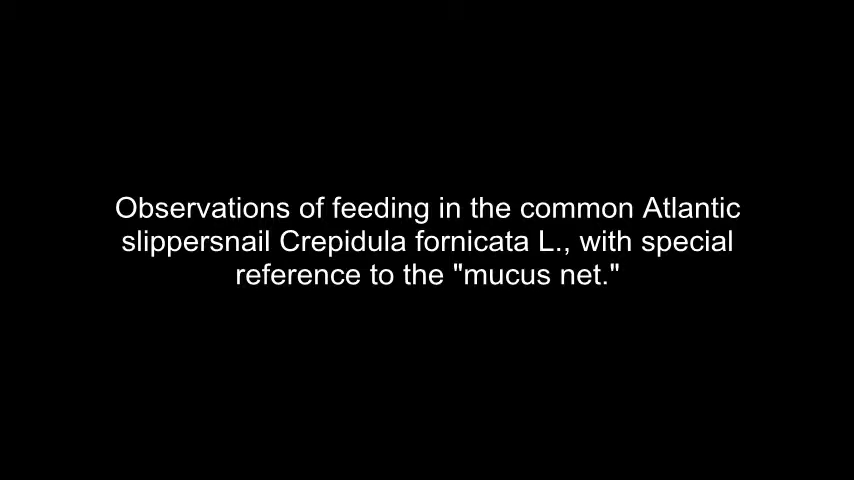 Observations of feeding in the common Atlantic
slippersnail Crepidula fornicata L., with special
reference to the "mucus net."